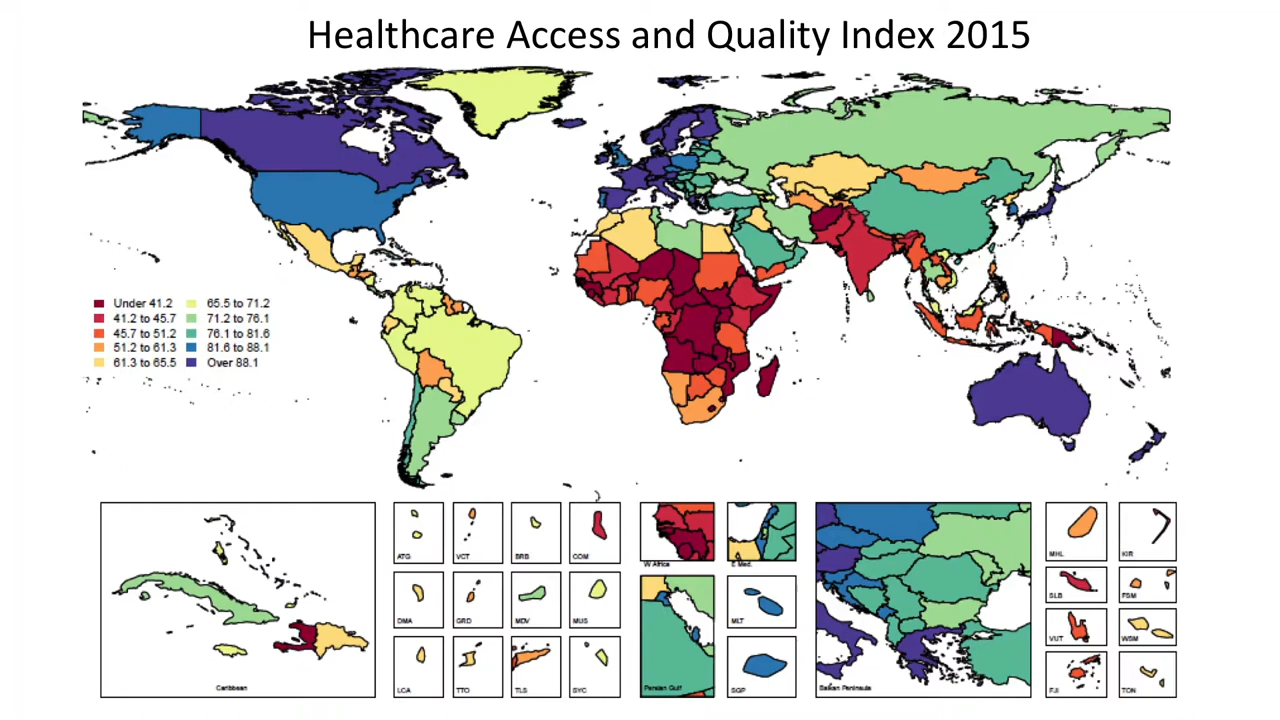 Healthcare Access and Quality Index 2015
Under 41.2
41.2 to 45.7
45.7 to 51.2
51.2 to 61.3
61.3 to 65.5
65.5 to 71.2
71.2 to 76.1
76.1 to 81.6
81.6 to 88.1
Over 88.1
Caribbean
ATG
VCT
BRB
COM
DMA
GRD
MDV
MUS
LCA
TTO
TLS
SYC
W Africa
E Med.
Persian Gulf
MLT
SGP
Balkan Peninsula
MHL
KIR
SLB
FSM
VUT
WSM
FJI
TON